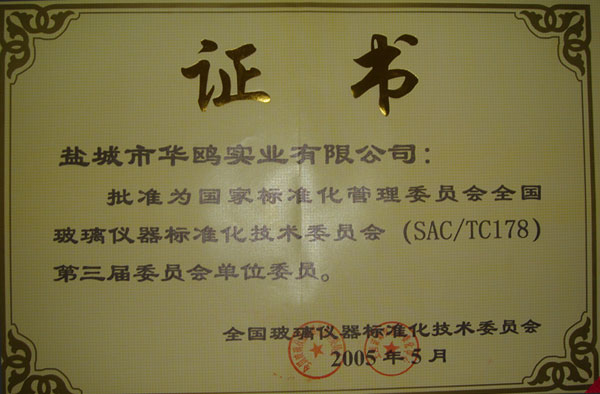 证书
盐城市华鸥实业有限公司：
批准为国家标准化管理委员会全国
玻璃仪器标准化技术委员会（SAC/TC178）
第三届委员会单位委员。
全国玻璃仪器标准化技术委员会
2005年5月